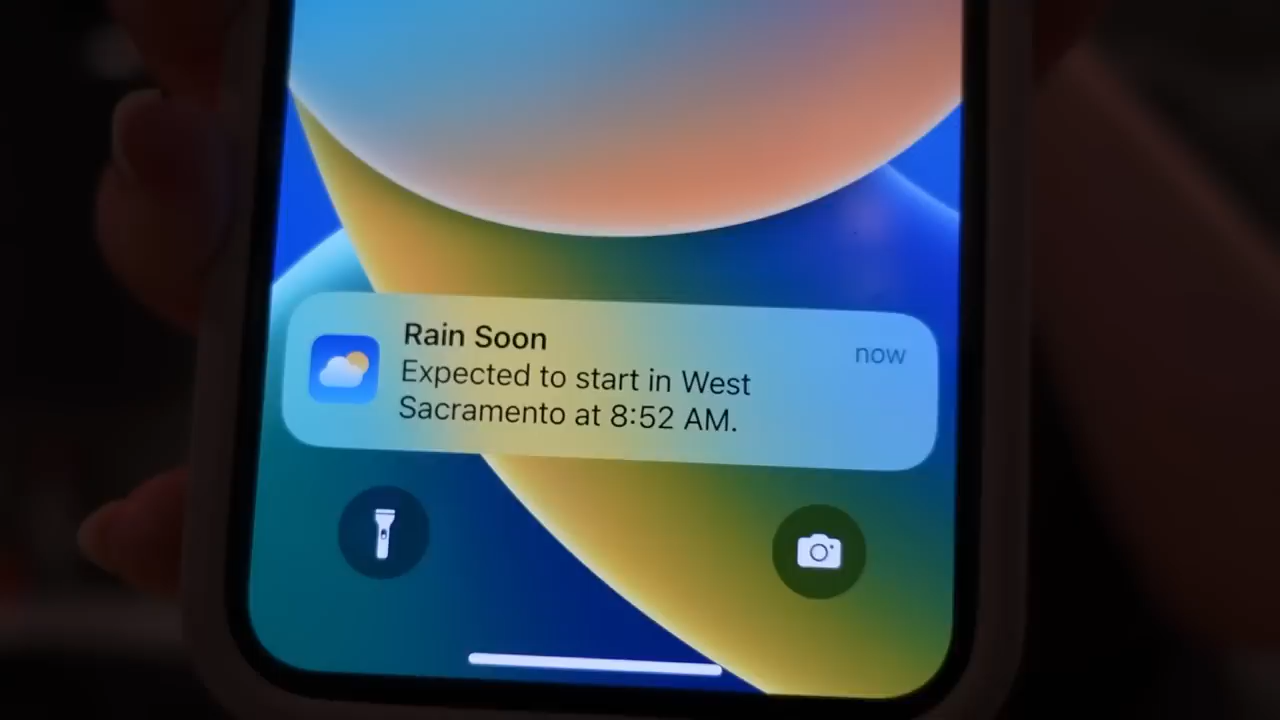 Rain Soon
now
Expected to start in West
Sacramento at 8:52 AM.